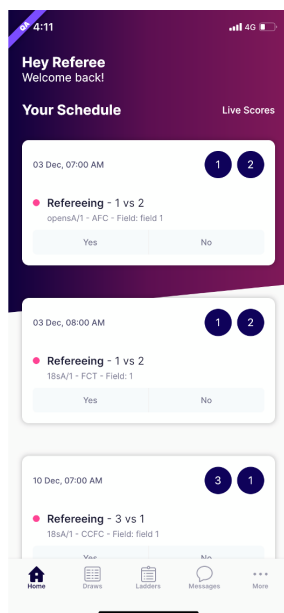 QA
4:11
4G
Hey Referee
Welcome back!
Your Schedule
Live Scores
03 Dec, 07:00 AM
1
2
Refereeing - 1 vs 2
opensA/1 - AFC - Field: field 1
Yes
No
03 Dec, 08:00 AM
1
2
Refereeing - 1 vs 2
18sA/1 - FCT - Field: 1
Yes
No
10 Dec, 07:00 AM
3
1
Refereeing - 3 vs 1
18sA/1 - CCFC - Field: field 1
Yes
No
Home
Draws
Ladders
Messages
More